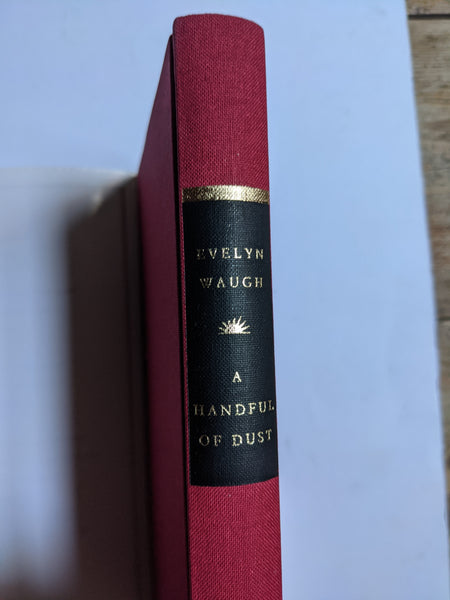 EVELYN
WAUGH
A
HANDFUL
OF DUST